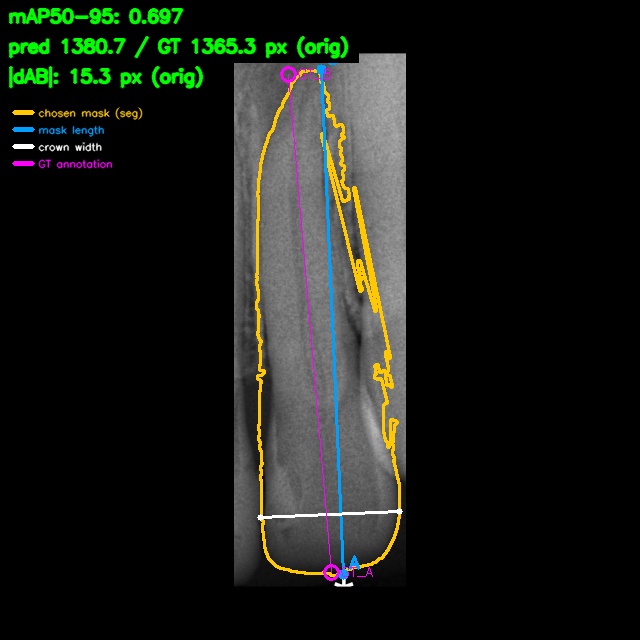 mAP50-95: 0.697
pred 1380.7 / GT 1365.3 px (orig)
|dAB|: 15.3 px (orig)
chosen mask (seg)
mask length
crown width
GT annotation
A